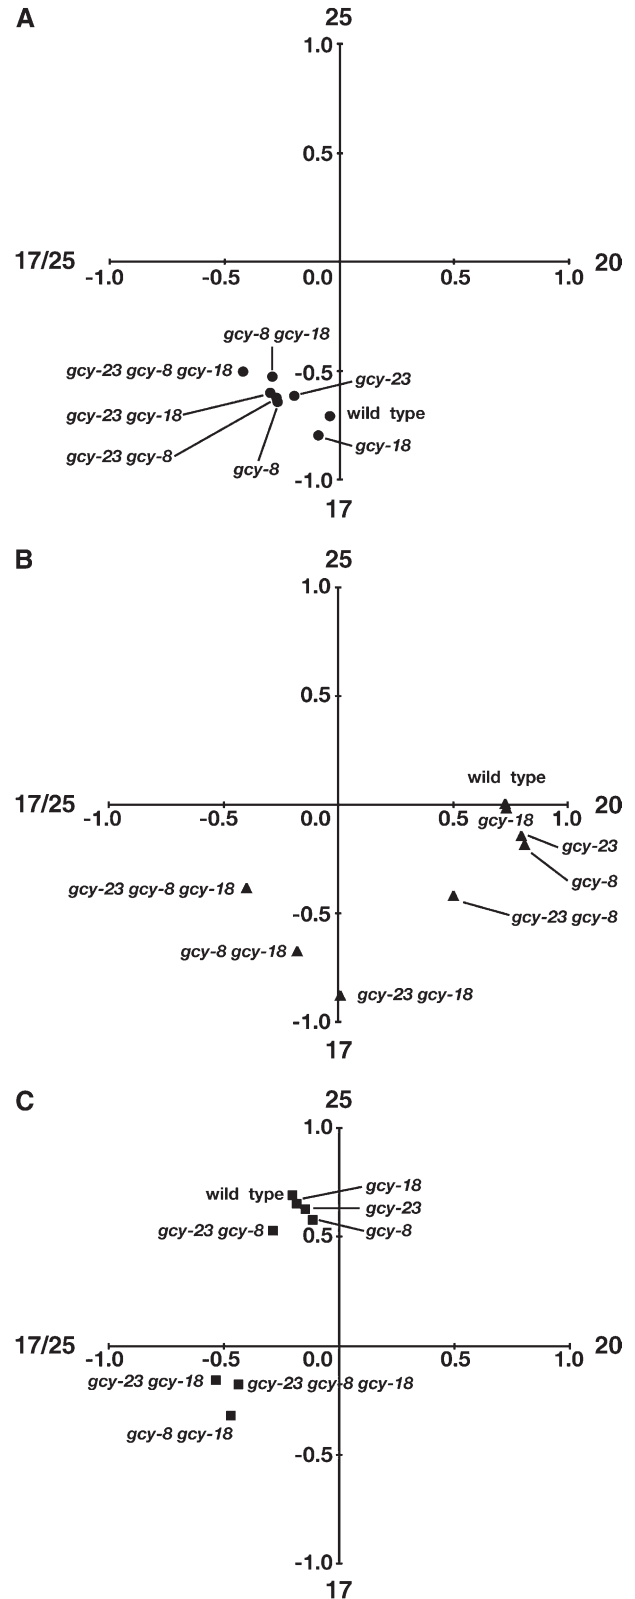 A
25
1.0
0.5
17/25 20
-1.0 -0.5 0.0 0.5 1.0
gcy-8 gcy-18
gcy-23 gcy-8 gcy-18 -0.5 gcy-23
gcy-23 gcy-18 wild type
gcy-23 gcy-8 gcy-18
gcy-8
-1.0
17
B
25
1.0
0.5
wild type
17/25 20
-1.0 -0.5 0.0 0.5 1.0
gcy-18
gcy-23
gcy-8
gcy-23 gcy-8 gcy-18
-0.5 gcy-23 gcy-8
gcy-8 gcy-18
gcy-23 gcy-18
-1.0
17
C
25
1.0
gcy-18
wild type
gcy-23
gcy-23 gcy-8 gcy-8
0.5
17/25 20
-1.0 -0.5 0.0 0.5 1.0
gcy-23 gcy-18 gcy-23 gcy-8 gcy-18
gcy-8 gcy-18
-0.5
-1.0
17